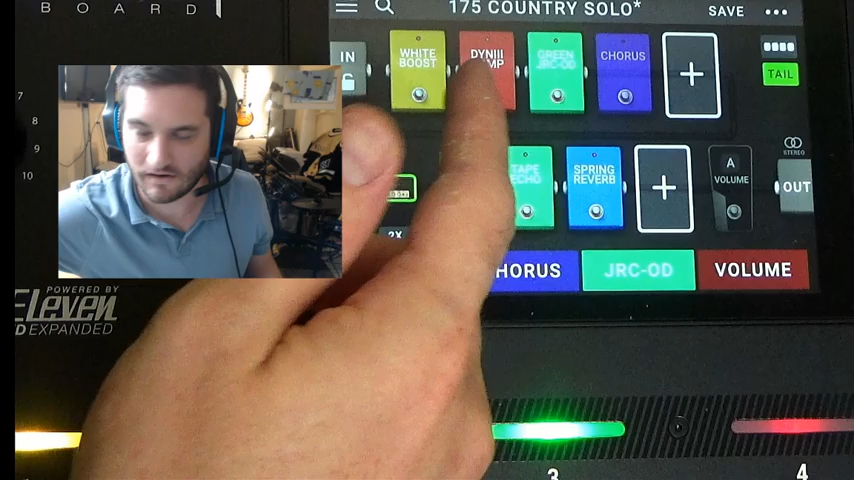 BOARD
175 COUNTRY SOLO*
SAVE
IN
WHITE
BOOST
DYNIII
GREEN
JRC-OD
CHORUS
TAIL
7
8
9
10
TAPE
ECHO
SPRING
REVERB
A
VOLUME
STEREO
OUT
2X
HORUS
JRC-OD
VOLUME
POWERED BY
Eleven
D EXPANDED
3
4